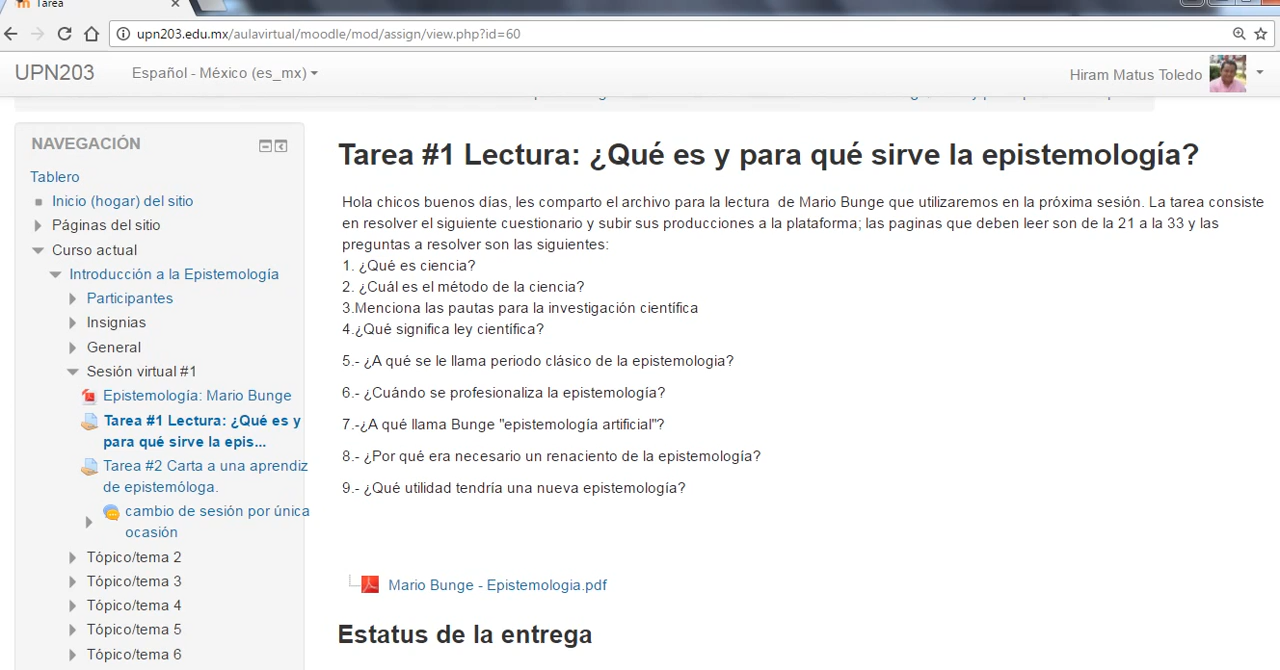 Tarea
upn203.edu.mx/aulavirtual/moodle/mod/assign/view.php?id=60
UPN203
Español - México (es_mx)
Hiram Matus Toledo
NAVEGACIÓN
Tablero
Inicio (hogar) del sitio
Páginas del sitio
Curso actual
Introducción a la Epistemología
Participantes
Insignias
General
Sesión virtual #1
Epistemología: Mario Bunge
Tarea #1 Lectura: ¿Qué es y
para qué sirve la epis...
Tarea #2 Carta a una aprendiz
de epistemóloga.
cambio de sesión por única
ocasión
Tópico/tema 2
Tópico/tema 3
Tópico/tema 4
Tópico/tema 5
Tópico/tema 6
Tarea #1 Lectura: ¿Qué es y para qué sirve la epistemología?
Hola chicos buenos días, les comparto el archivo para la lectura de Mario Bunge que utilizaremos en la próxima sesión. La tarea consiste
en resolver el siguiente cuestionario y subir sus producciones a la plataforma; las paginas que deben leer son de la 21 a la 33 y las
preguntas a resolver son las siguientes:
1. ¿Qué es ciencia?
2. ¿Cuál es el método de la ciencia?
3.Menciona las pautas para la investigación científica
4.¿Qué significa ley científica?
5.- ¿A qué se le llama periodo clásico de la epistemologia?
6.- ¿Cuándo se profesionaliza la epistemología?
7.-¿A qué llama Bunge "epistemología artificial"?
8.- ¿Por qué era necesario un renaciento de la epistemología?
9.- ¿Qué utilidad tendría una nueva epistemología?
Mario Bunge - Epistemologia.pdf
Estatus de la entrega